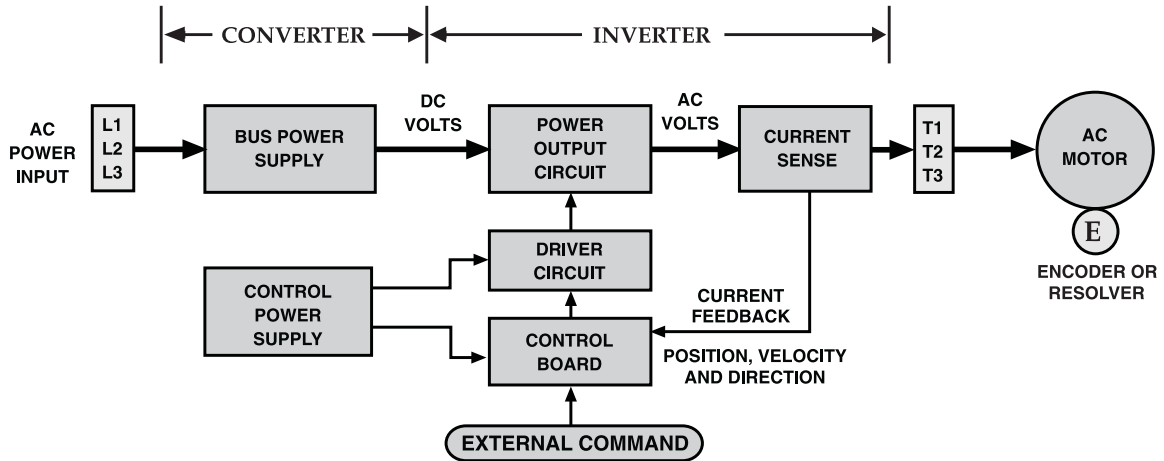 CONVERTER
INVERTER
AC
POWER
INPUT
L1
L2
L3
BUS POWER
SUPPLY
DC
VOLTS
POWER
OUTPUT
CIRCUIT
AC
VOLTS
CURRENT
SENSE
T1
T2
T3
AC
MOTOR
E
ENCODER OR
RESOLVER
DRIVER
CIRCUIT
CONTROL
POWER
SUPPLY
CURRENT
FEEDBACK
CONTROL
BOARD
POSITION, VELOCITY
AND DIRECTION
EXTERNAL COMMAND